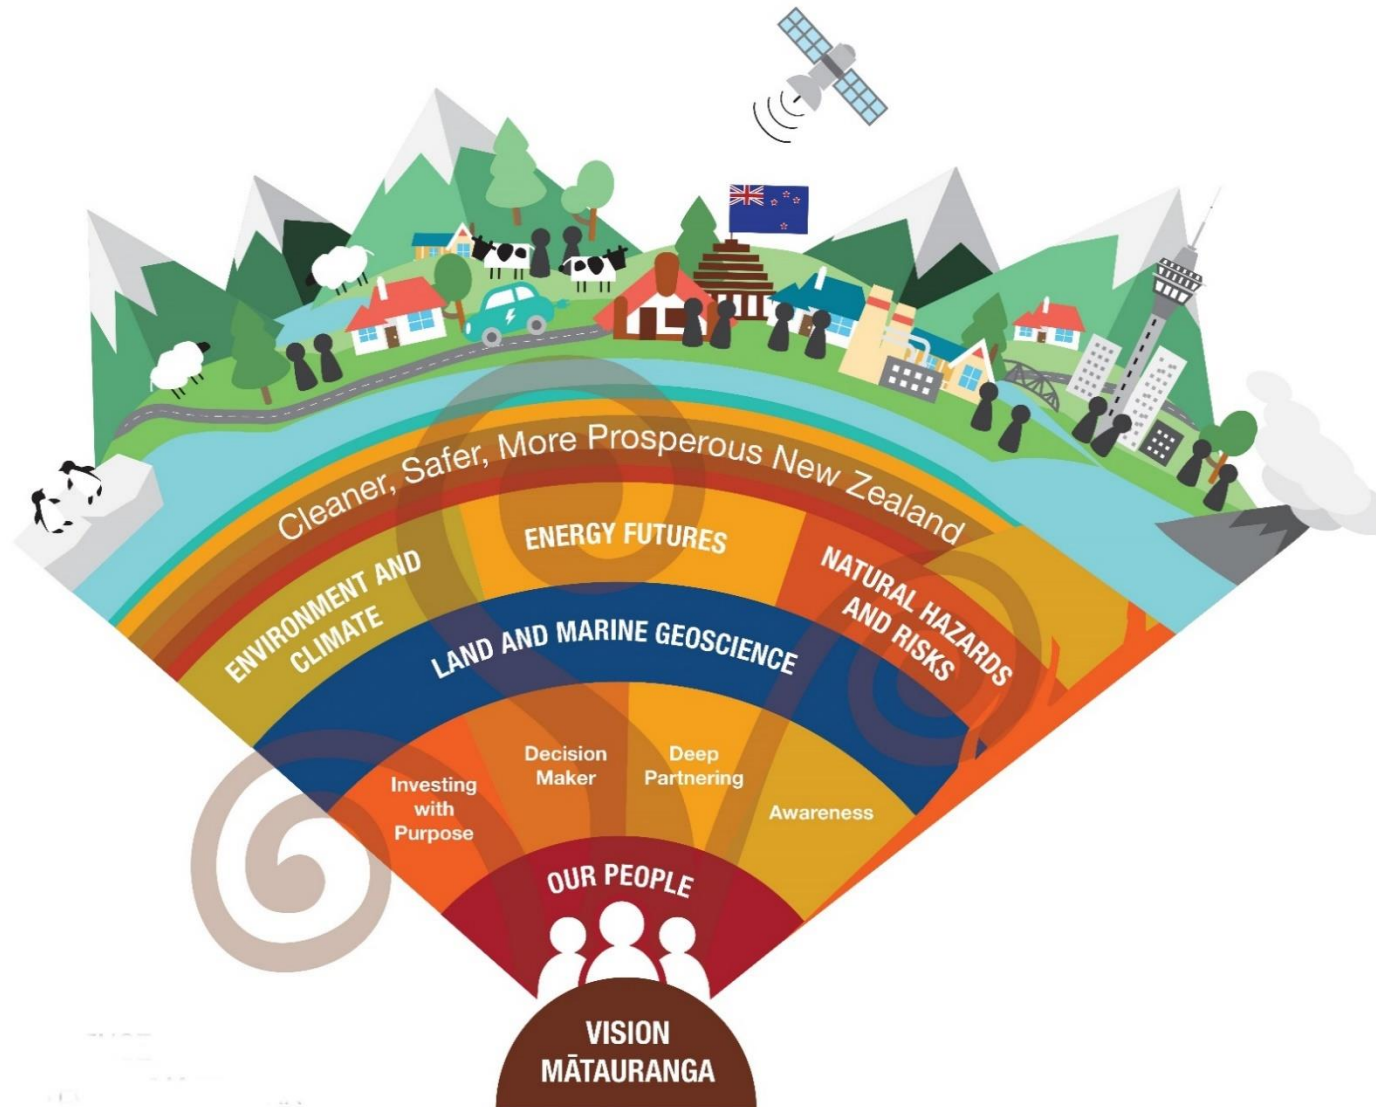 Cleaner, Safer, More Prosperous New Zealand
ENVIRONMENT AND
CLIMATE
ENERGY FUTURES
NATURAL HAZARDS
AND RISKS
LAND AND MARINE GEOSCIENCE
Investing
with
Purpose
Decision
Maker
Deep
Partnering
Awareness
OUR PEOPLE
VISION
MĀTAURANGA